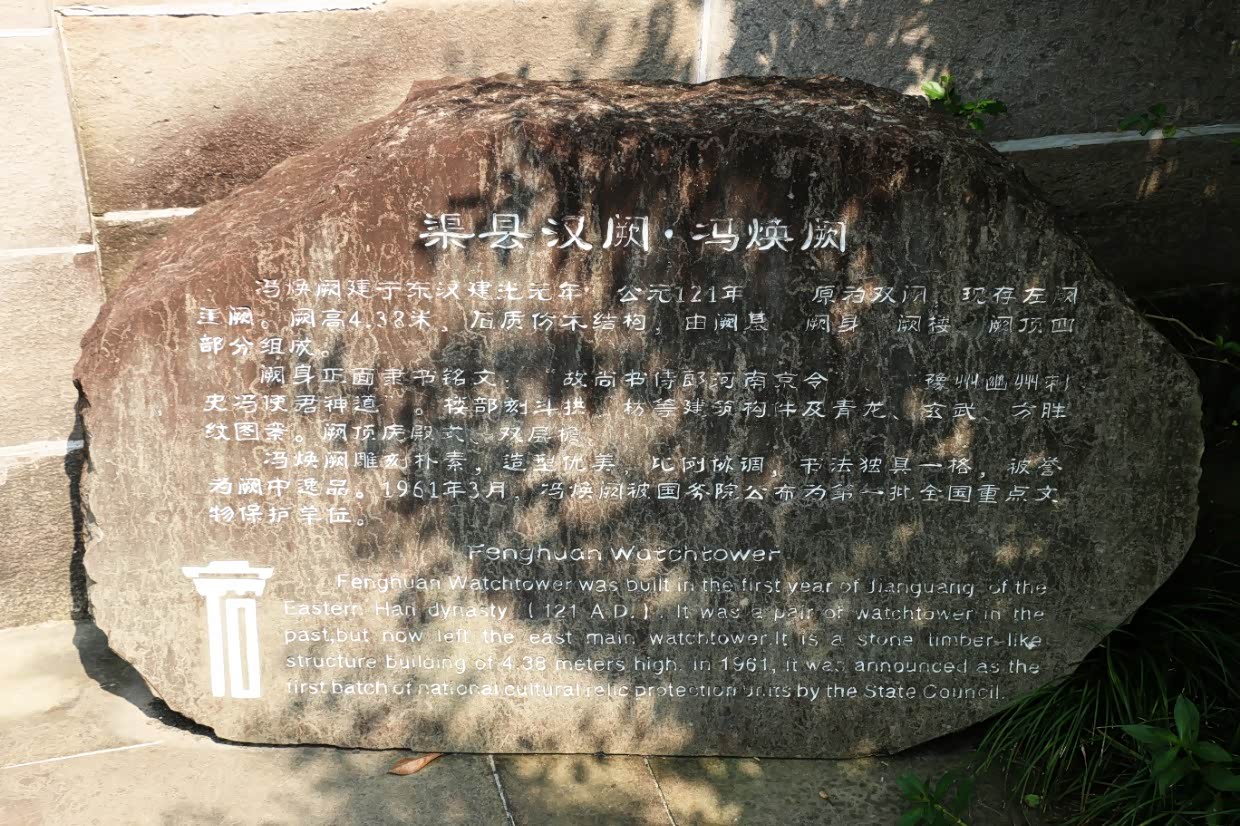 渠县汉阙·冯焕阙
冯焕阙建于东汉建光元年 公元121年 原为双阙 现存左阙
主阙。阙高4.38米，石质仿木结构，由阙基 阙身 阙楼 阙顶四
部分组成。
阙身正面隶书铭文 “故尚书侍郎河南京令 “豫州幽州刺
史冯使君神道”。楼部刻斗拱 枋等建筑构件及青龙、玄武、方胜
纹图案。阙顶庑殿式、双层檐
冯焕阙雕刻朴素，造型优美，比例协调，书法独具一格，被誉
为阙中逸品。1961年3月，冯焕阙被国务院公布为第一批全国重点文
物保护单位。
Fenghuan Watchtower
Fenghuan Watchtower was built in the first year of Jianguang of the
Eastern Han dynasty (121 A.D.). It was a pair of watchtower in the
past,but now left the east main watchtower.It is a stone timber-like
structure building of 4.38 meters high. in 1961, it was announced as the
first batch of national cultural relic protection units by the State Council.